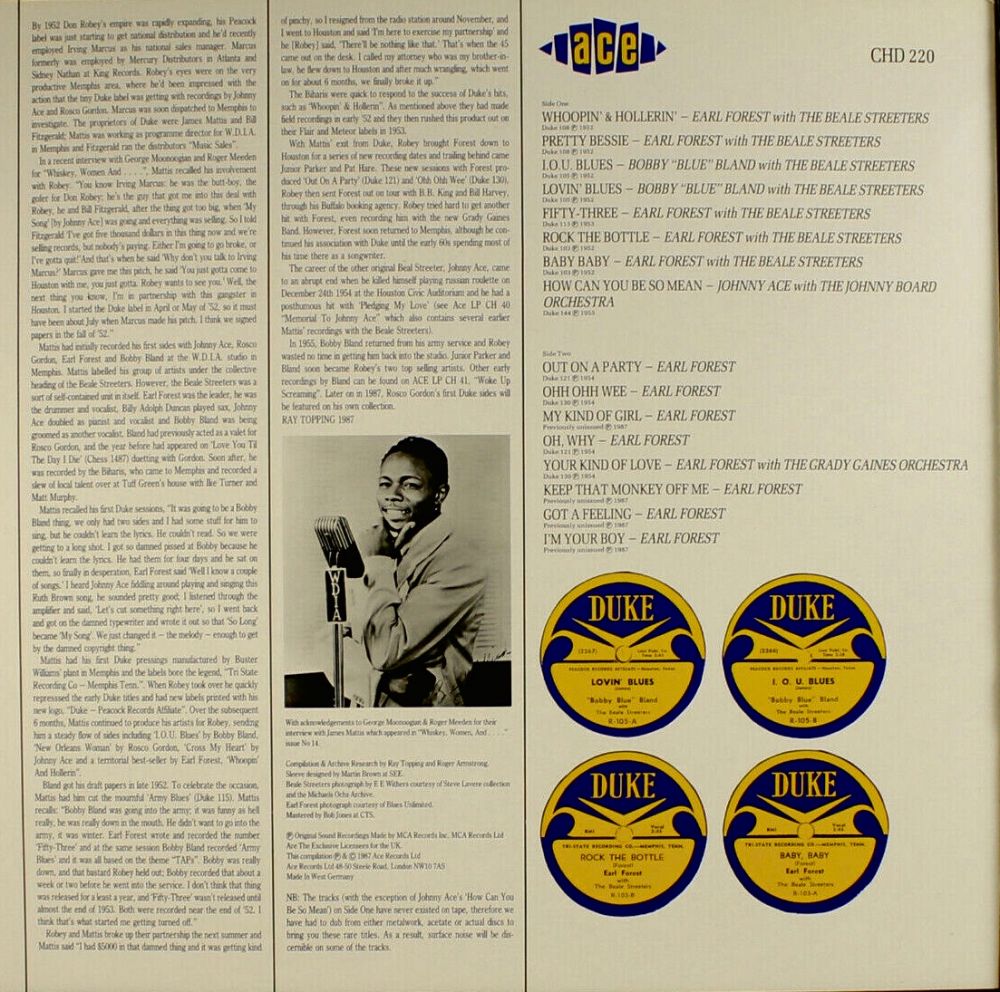 By 1952 Don Robey's empire was rapidly expanding, his Peacock
label was just starting to get national distribution and he'd recently
employed Irving Marcus as his national sales manager. Marcus
formerly was employed by Mercury Distributors in Atlanta and
Sidney Nathan at King Records. Robey's eyes were on the very
productive Memphis area, where he'd been impressed with the
action that the tiny Duke label was getting with recordings by Johnny
Ace and Rosco Gordon. Marcus was soon dispatched to Memphis to
investigate. The proprietors of Duke were James Mattis and Bill
Fitzgerald; Mattis was working as programme director for W.D.I.A.
in Memphis and Fitzgerald ran the distributors "Music Sales".
In a recent interview with George Moonoogian and Roger Meeden
for "Whiskey, Women And . . . .", Mattis recalled his involvement
with Robey: "You know Irving Marcus: he was the butt-boy, the
gofer for Don Robey; he's the guy that got me into this deal with
Robey, he and Bill Fitzgerald, after the thing got too big, when 'My
Song' [by Johnny Ace] was going and everything was selling. So I told
Fitzgerald 'I've got five thousand dollars in this thing now and we're
selling records, but nobody's paying. Either I'm going to go broke, or
I've gotta quit!' And that's when he said 'Why don't you talk to Irving
Marcus?' Marcus gave me this pitch, he said 'You just gotta come to
Houston with me, you just gotta. Robey wants to see you.' Well, the
next thing you know, I'm in partnership with this gangster in
Houston. I started the Duke label in April or May of '52, so it must
have been about July when Marcus made his pitch. I think we signed
papers in the fall of '52."
Mattis had initially recorded his first sides with Johnny Ace, Rosco
Gordon, Earl Forest and Bobby Bland at the W.D.I.A. studio in
Memphis. Mattis labelled his group of artists under the collective
heading of the Beale Streeters. However, the Beale Streeters was a
sort of self-contained unit in itself. Earl Forest was the leader, he was
the drummer and vocalist, Billy Adolph Duncan played sax, Johnny
Ace doubled as pianist and vocalist and Bobby Bland was being
groomed as another vocalist. Bland had previously acted as a valet for
Rosco Gordon, and the year before had appeared on 'Love You Til
The Day I Die' (Chess 1487) duetting with Gordon. Soon after, he
was recorded by the Biharis, who came to Memphis and recorded a
slew of local talent over at Tuff Green's house with Ike Turner and
Matt Murphy.
Mattis recalled his first Duke sessions, "It was going to be a Bobby
Bland thing, we only had two sides and I had some stuff for him to
sing, but he couldn't learn the lyrics. He couldn't read. So we were
getting to a long shot. I got so damned pissed at Bobby because he
couldn't learn the lyrics. He had them for four days and he sat on
them, so finally in desperation, Earl Forest said 'Well I know a couple
of songs.' I heard Johnny Ace fiddling around playing and singing this
Ruth Brown song, he sounded pretty good; I listened through the
amplifier and said, 'Let's cut something right here', so I went back
and got on the damned typewriter and wrote it out so that 'So Long'
became 'My Song'. We just changed it – the melody – enough to get
by the damned copyright thing."
Mattis had his first Duke pressings manufactured by Buster
Williams' plant in Memphis and the labels bore the legend, "Tri State
Recording Co – Memphis Tenn.". When Robey took over he quickly
repressed the early Duke titles and had new labels printed with his
new logo, "Duke – Peacock Records Affiliate". Over the subsequent
6 months, Mattis continued to produce his artists for Robey, sending
him a steady flow of sides including 'I.O.U. Blues' by Bobby Bland,
'New Orleans Woman' by Rosco Gordon, 'Cross My Heart' by
Johnny Ace and a territorial best-seller by Earl Forest, 'Whoopin'
And Hollerin'.
Bland got his draft papers in late 1952. To celebrate the occasion,
Mattis had him cut the mournful 'Army Blues' (Duke 115). Mattis
recalls: "Bobby Bland was going into the army; it was funny as hell
really, he was really down in the mouth. He didn't want to go into the
army, it was winter. Earl Forest wrote and recorded the number
'Fifty-Three' and at the same session Bobby Bland recorded 'Army
Blues' and it was all based on the theme "TAPs". Bobby was really
down, and that bastard Robey held out; Bobby recorded that about a
week or two before he went into the service. I don't think that thing
was released for a least a year, and 'Fifty-Three' wasn't released until
almost the end of 1953. Both were recorded near the end of '52. I
think that's what started me getting turned off."
Robey and Mattis broke up their partnership the next summer and
Mattis said "I had $5000 in that damned thing and it was getting kind
of pinchy, so I resigned from the radio station around November, and
I went to Houston and said 'I'm here to exercise my partnership' and
he [Robey] said, 'There'll be nothing like that.' That's when the 45
came out on the desk. I called my attorney who was my brother-in-
law, he flew down to Houston and after much wrangling, which went
on for about 6 months, we finally broke it up."
The Biharis were quick to respond to the success of Duke's hits,
such as 'Whoopin' & Hollerin''. As mentioned above they had made
field recordings in early '52 and they then rushed this product out on
their Flair and Meteor labels in 1953.
With Mattis' exit from Duke, Robey brought Forest down to
Houston for a series of new recording dates and trailing behind came
Junior Parker and Pat Hare. These new sessions with Forest pro-
duced 'Out On A Party' (Duke 121) and 'Ohh Ohh Wee' (Duke 130).
Robey then sent Forest out on tour with B.B. King and Bill Harvey,
through his Buffalo booking agency. Robey tried hard to get another
hit with Forest, even recording him with the new Grady Gaines
Band. However, Forest soon returned to Memphis, although he con-
tinued his association with Duke until the early 60s spending most of
his time there as a songwriter.
The career of the other original Beal Streeter, Johnny Ace, came
to an abrupt end when he killed himself playing russian roulette on
December 24th 1954 at the Houston Civic Auditorium and he had a
posthumous hit with 'Pledging My Love' (see Ace LP CH 40
"Memorial To Johnny Ace" which also contains several earlier
Mattis' recordings with the Beale Streeters).
In 1955, Bobby Bland returned from his army service and Robey
wasted no time in getting him back into the studio. Junior Parker and
Bland soon became Robey's two top selling artists. Other early
recordings by Bland can be found on ACE LP CH 41, "Woke Up
Screaming". Later on in 1987, Rosco Gordon's first Duke sides will
be featured on his own collection.
RAY TOPPING 1987
WDIA
With acknowledgements to George Moonoogian & Roger Meeden for their
interview with James Mattis which appeared in "Whiskey, Women, And . . . ."
issue No 14.
Compilation & Archive Research by Ray Topping and Roger Armstrong.
Sleeve designed by Martin Brown at SEE.
Beale Streeters photograph by E E Withers courtesy of Steve Lavere collection
and the Michaels Ochs Archive.
Earl Forest photograph courtesy of Blues Unlimited.
Mastered by Bob Jones at CTS.
℗ Original Sound Recordings Made by MCA Records Inc. MCA Records Ltd
Are The Exclusive Licensees for the UK.
This compilation ℗ & © 1987 Ace Records Ltd
Ace Records Ltd 48-50 Steele Road, London NW10 7AS
Made in West Germany
NB: The tracks (with the exception of Johnny Ace's 'How Can You
Be So Mean') on Side One have never existed on tape, therefore we
have had to dub from either metalwork, acetate or actual discs to
bring you these rare titles. As a result, surface noise will be dis-
cernible on some of the tracks.
ace
CHD 220
Side One
WHOOPIN' & HOLLERIN' – EARL FOREST with THE BEALE STREETERS
Duke 108 ℗ 1952
PRETTY BESSIE – EARL FOREST with THE BEALE STREETERS
Duke 108 ℗ 1952
I.O.U. BLUES – BOBBY "BLUE" BLAND with THE BEALE STREETERS
Duke 105 ℗ 1952
LOVIN' BLUES – BOBBY "BLUE" BLAND with THE BEALE STREETERS
Duke 105 ℗ 1952
FIFTY-THREE – EARL FOREST with THE BEALE STREETERS
Duke 113 ℗ 1953
ROCK THE BOTTLE – EARL FOREST with THE BEALE STREETERS
Duke 103 ℗ 1952
BABY BABY – EARL FOREST with THE BEALE STREETERS
Duke 103 ℗ 1952
HOW CAN YOU BE SO MEAN – JOHNNY ACE with THE JOHNNY BOARD
ORCHESTRA
Duke 144 ℗ 1955
Side Two
OUT ON A PARTY – EARL FOREST
Duke 121 ℗ 1954
OHH OHH WEE – EARL FOREST
Duke 130 ℗ 1954
MY KIND OF GIRL – EARL FOREST
Previously unissued ℗ 1987
OH, WHY – EARL FOREST
Duke 121 ℗ 1954
YOUR KIND OF LOVE – EARL FOREST with THE GRADY GAINES ORCHESTRA
Duke 130 ℗ 1954
KEEP THAT MONKEY OFF ME – EARL FOREST
Previously unissued ℗ 1987
GOT A FEELING – EARL FOREST
Previously unissued ℗ 1987
I'M YOUR BOY – EARL FOREST
Previously unissued ℗ 1987
DUKE
(2267)
Lion Pub. Co.
PEACOCK RECORDS AFFILIATE—Houston, Texas
LOVIN' BLUES
"Bobby Blue" Bland
with
The Beale Streeters
R-105-A
DUKE
(2266)
Lion Pub. Co.
PEACOCK RECORDS AFFILIATE—Houston, Texas
I. O. U. BLUES
"Bobby Blue" Bland
with
The Beale Streeters
R-105-B
DUKE
BMI
Vocal
TRI-STATE RECORDING CO.—MEMPHIS, TENN.
ROCK THE BOTTLE
(Forest)
Earl Forest
with
The Beale Streeters
R-103-B
DUKE
BMI
Vocal
TRI-STATE RECORDING CO.—MEMPHIS, TENN.
BABY, BABY
(Forest)
Earl Forest
with
The Beale Streeters
R-103-A